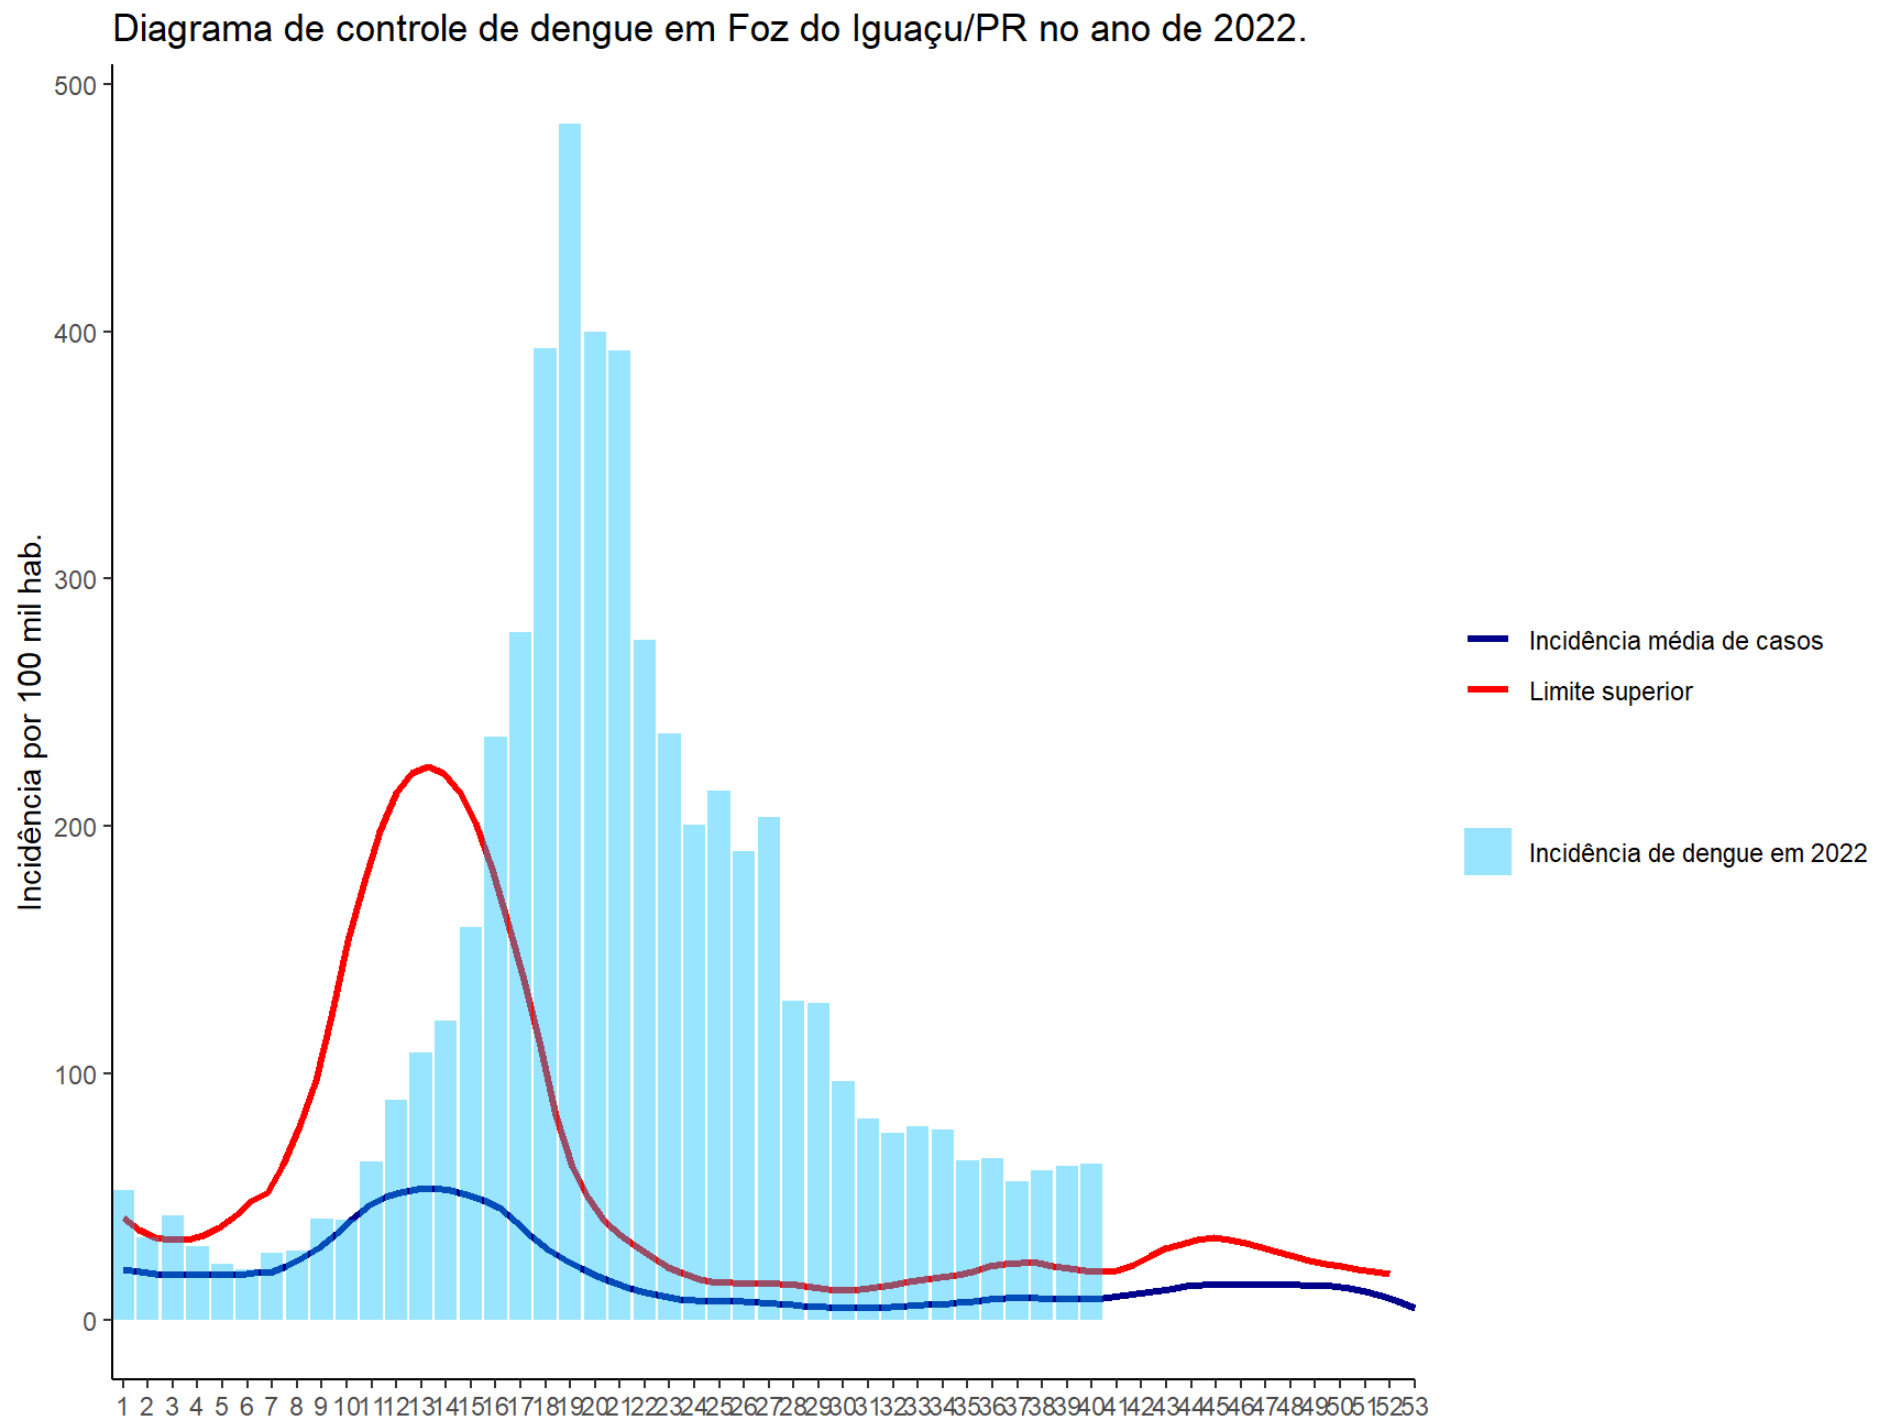 Diagrama de controle de dengue em Foz do Iguaçu/PR no ano de 2022.
Incidência por 100 mil hab.
500
400
300
200
100
0
1 2 3 4 5 6 7 8 9 10 11 12 13 14 15 16 17 18 19 20 21 22 23 24 25 26 27 28 29 30 31 32 33 34 35 36 37 38 39 40 41 42 43 44 45 46 47 48 49 50 51 52 53
Incidência média de casos
Limite superior
Incidência de dengue em 2022